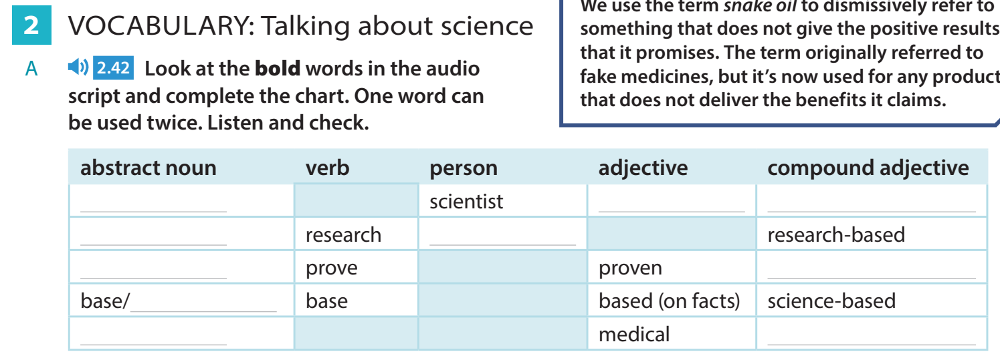 2 VOCABULARY: Talking about science
A 2.42 Look at the bold words in the audio
script and complete the chart. One word can
be used twice. Listen and check.
We use the term snake oil to dismissively refer to
something that does not give the positive results
that it promises. The term originally referred to
fake medicines, but it’s now used for any product
that does not deliver the benefits it claims.
abstract noun verb person adjective compound adjective
scientist
research research-based
prove proven
base/ base based (on facts) science-based
medical